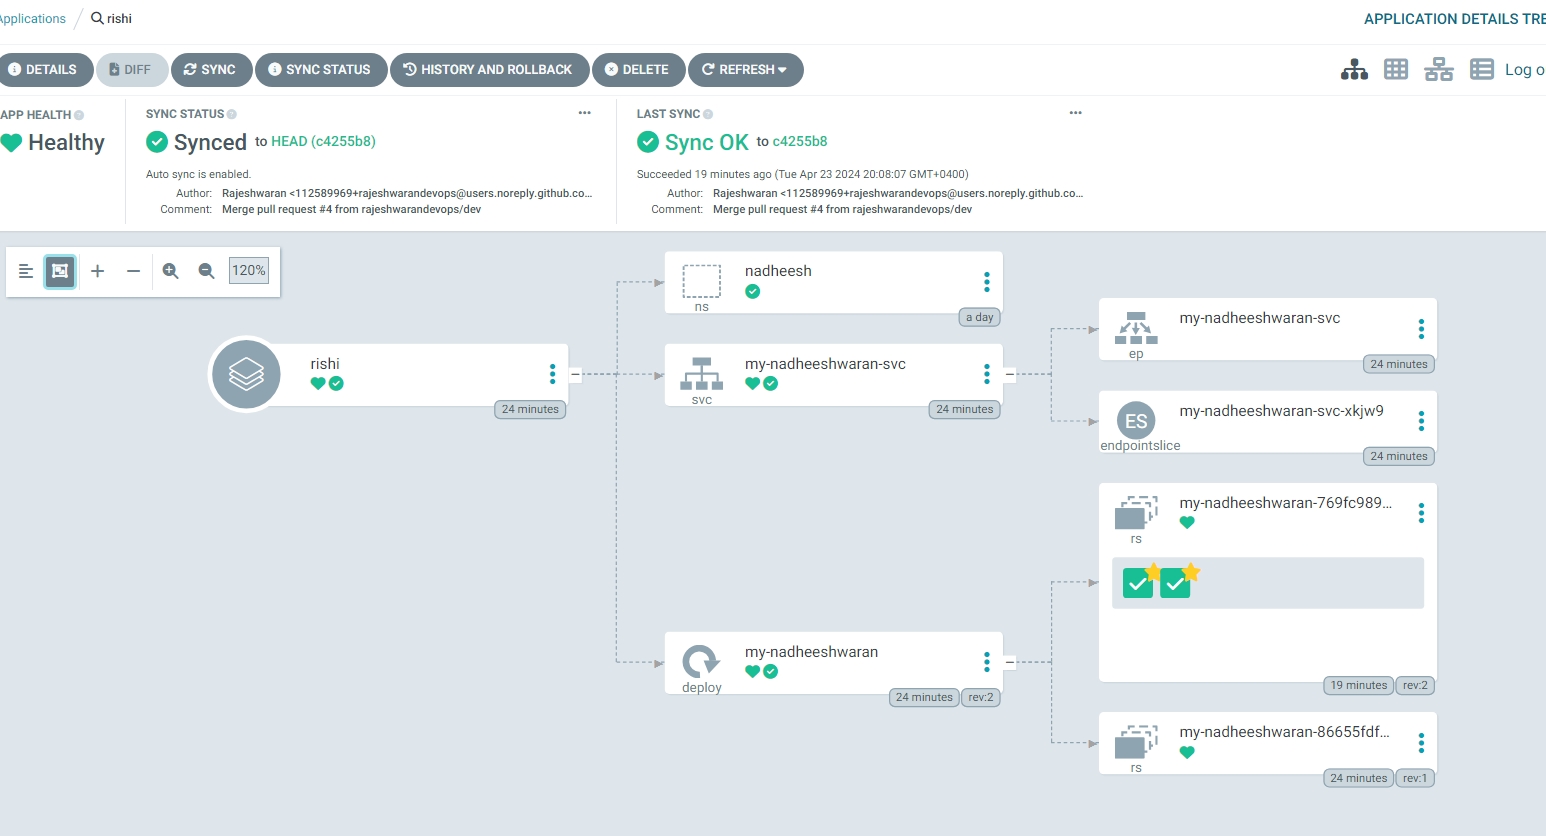 Applications / rishi
APPLICATION DETAILS TRE
DETAILS
DIFF
SYNC
SYNC STATUS
HISTORY AND ROLLBACK
DELETE
REFRESH
Log o
APP HEALTH
Healthy
SYNC STATUS
Synced to HEAD (c4255b8)
Auto sync is enabled.
Author: Rajeshwaran <112589969+rajeshwarandevops@users.noreply.github.co...
Comment: Merge pull request #4 from rajeshwarandevops/dev
LAST SYNC
Sync OK to c4255b8
Succeeded 19 minutes ago (Tue Apr 23 2024 20:08:07 GMT+0400)
Author: Rajeshwaran <112589969+rajeshwarandevops@users.noreply.github.co...
Comment: Merge pull request #4 from rajeshwarandevops/dev
120%
rishi
24 minutes
nadheesh
ns
a day
my-nadheeshwaran-svc
svc
24 minutes
my-nadheeshwaran
deploy
24 minutes
rev:2
my-nadheeshwaran-svc
ep
24 minutes
ES
my-nadheeshwaran-svc-xkjw9
endpointslice
24 minutes
my-nadheeshwaran-769fc989...
rs
19 minutes
rev:2
my-nadheeshwaran-86655fdf...
rs
24 minutes
rev:1